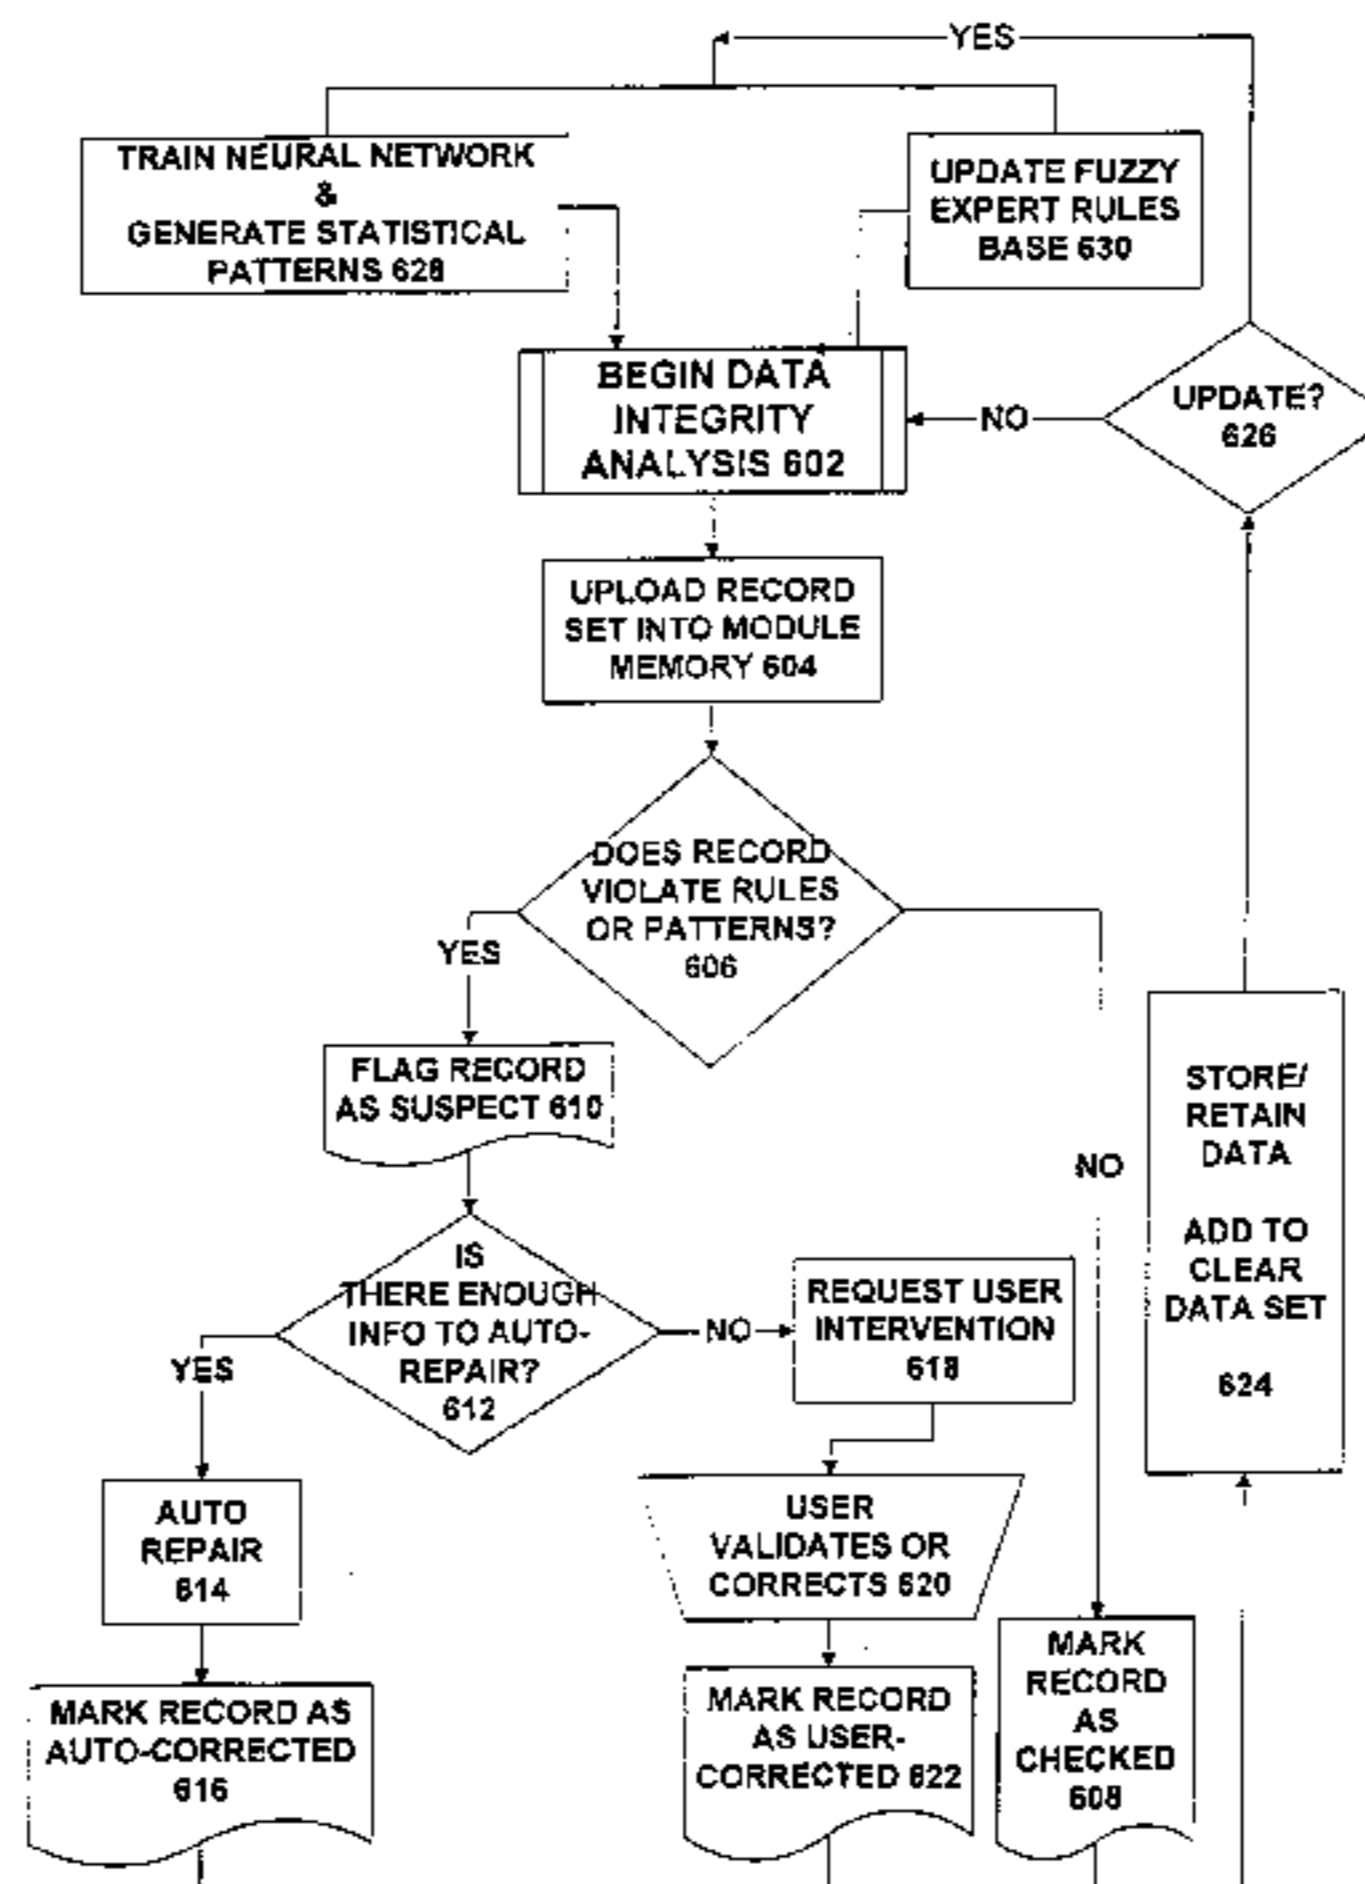 YES
TRAIN NEURAL NETWORK
&
GENERATE STATISTICAL
PATTERNS 628
UPDATE FUZZY
EXPERT RULES
BASE 630
BEGIN DATA
INTEGRITY
ANALYSIS 602
NO
UPDATE?
626
UPLOAD RECORD
SET INTO MODULE
MEMORY 604
DOES RECORD
VIOLATE RULES
OR PATTERNS?
606
YES
FLAG RECORD
AS SUSPECT 610
NO
STORE/
RETAIN
DATA
ADD TO
CLEAR
DATA SET
624
IS
THERE ENOUGH
INFO TO AUTO-
REPAIR?
612
YES
NO
REQUEST USER
INTERVENTION
618
AUTO
REPAIR
614
USER
VALIDATES OR
CORRECTS 620
MARK RECORD AS
AUTO-CORRECTED
616
MARK RECORD
AS USER-
CORRECTED 622
MARK
RECORD
AS
CHECKED
608